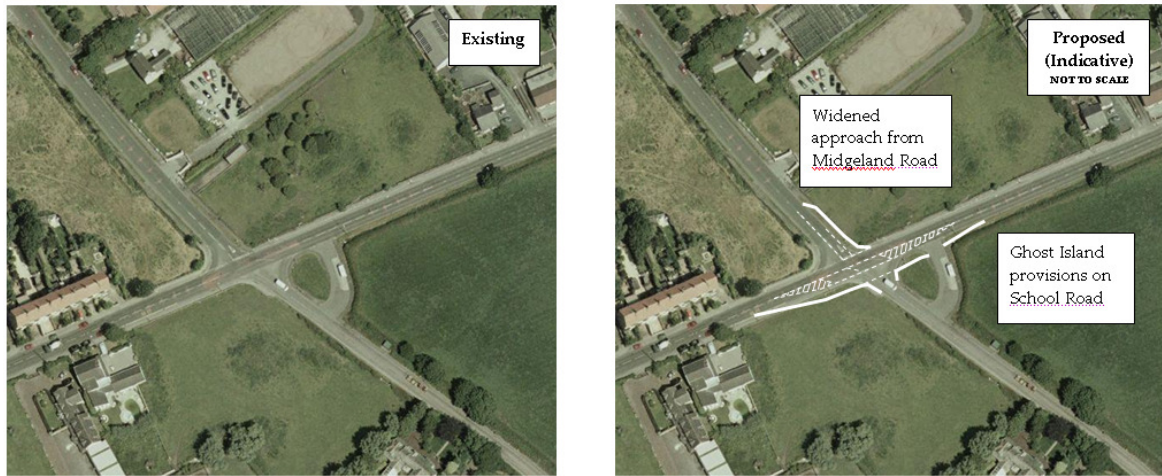 Existing
Proposed
(Indicative)
NOT TO SCALE
Widened
approach from
Midgeland Road
Ghost Island
provisions on
School Road